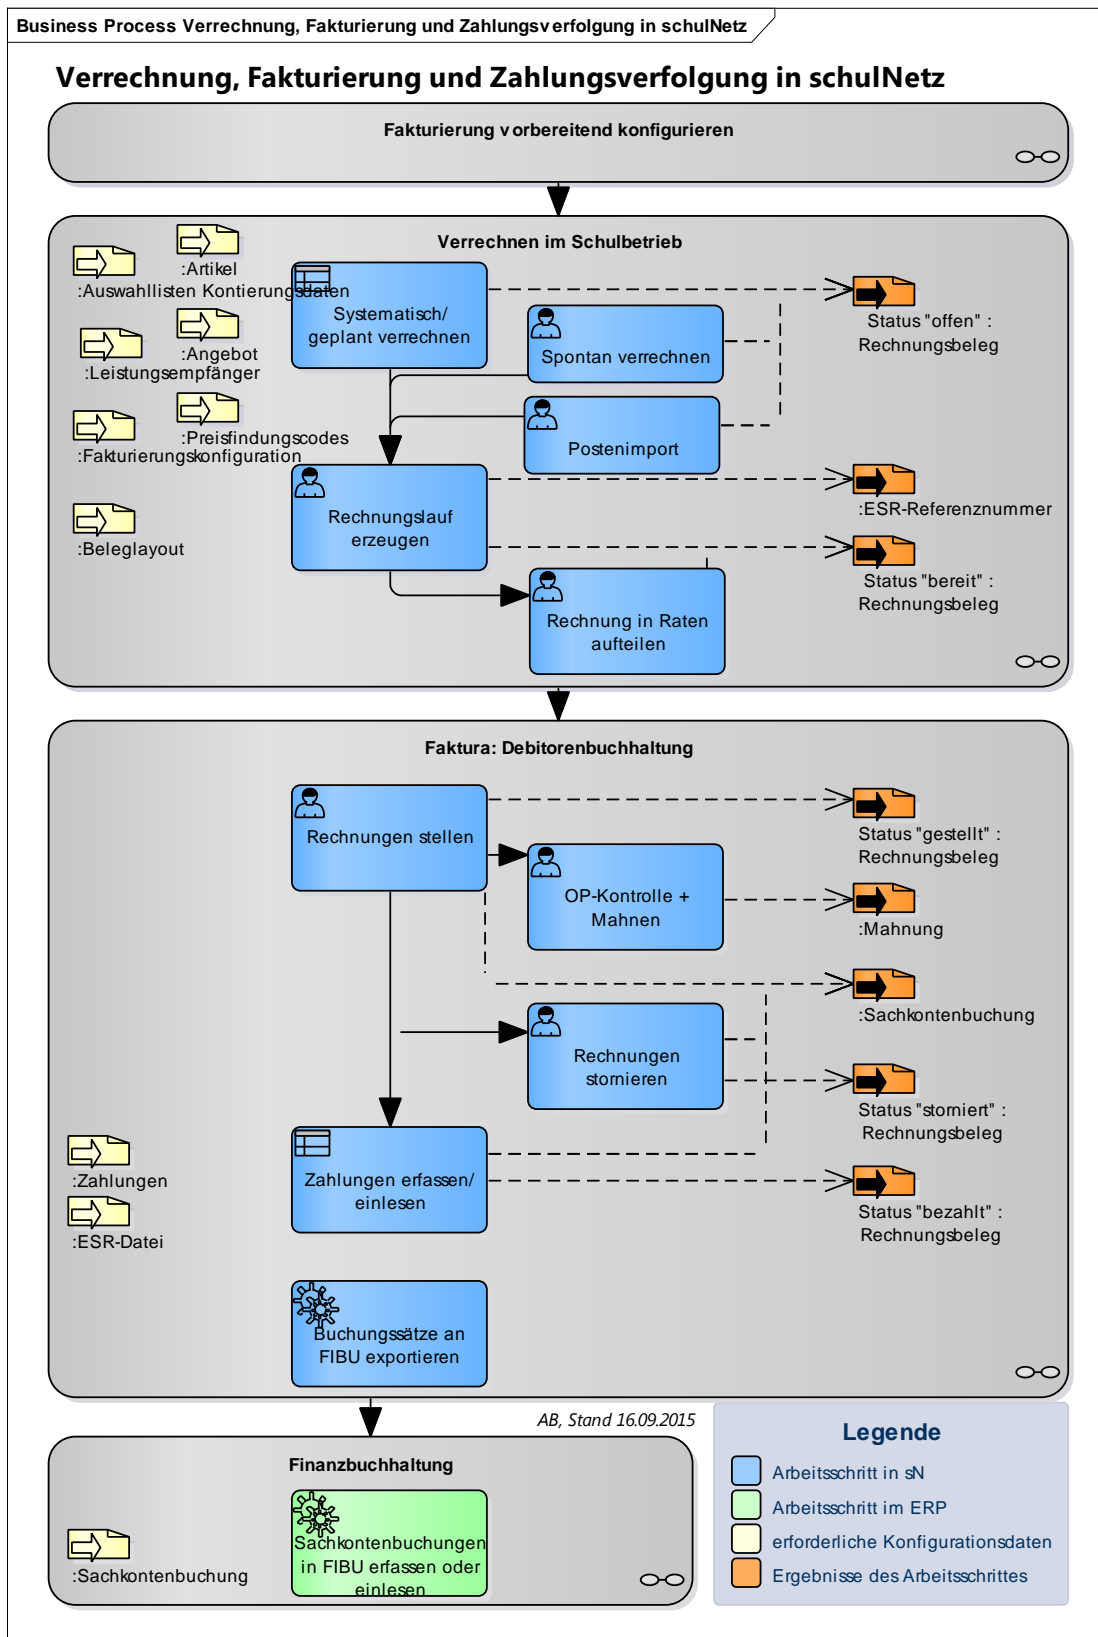 Business Process Verrechnung, Fakturierung und Zahlungsverfolgung in schulNetz
Verrechnung, Fakturierung und Zahlungsverfolgung in schulNetz
Fakturierung vorbereitend konfigurieren
Verrechnen im Schulbetrieb
:Artikel
:Auswahllisten Kontierungsdaten
:Angebot
:Leistungsempfänger
:Preisfindungscodes
:Fakturierungskonfiguration
:Beleglayout
Systematisch/
geplant verrechnen
Spontan verrechnen
Postenimport
Rechnungslauf
erzeugen
Rechnung in Raten
aufteilen
Status "offen" :
Rechnungsbeleg
:ESR-Referenznummer
Status "bereit" :
Rechnungsbeleg
Faktura: Debitorenbuchhaltung
Rechnungen stellen
OP-Kontrolle +
Mahnen
Rechnungen
stornieren
Zahlungen erfassen/
einlesen
Buchungssätze an
FIBU exportieren
Status "gestellt" :
Rechnungsbeleg
:Mahnung
:Sachkontenbuchung
Status "storniert" :
Rechnungsbeleg
Status "bezahlt" :
Rechnungsbeleg
:Zahlungen
:ESR-Datei
AB, Stand 16.09.2015
Finanzbuchhaltung
Sachkontenbuchungen
in FIBU erfassen oder
einlesen
:Sachkontenbuchung
Legende
Arbeitsschritt in sN
Arbeitsschritt im ERP
erforderliche Konfigurationsdaten
Ergebnisse des Arbeitsschrittes